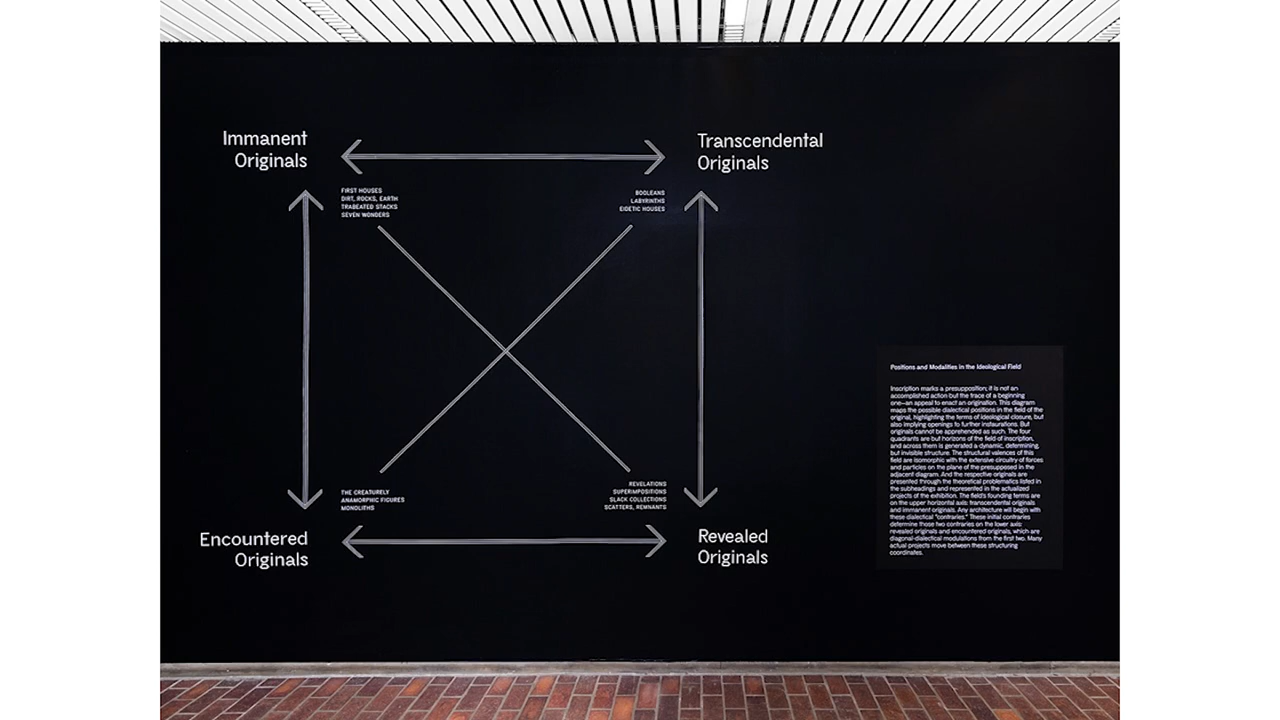 Immanent
Originals
Transcendental
Originals
FIRST HOUSES
DIRT, ROCKS, EARTH
TRABEATED STACKS
SEVEN WONDERS
BOOLEANS
LABYRINTHS
EIDETIC HOUSES
THE CREATURELY
ANAMORPHIC FIGURES
MONOLITHS
REVELATIONS
SUPERIMPOSITIONS
SLACK COLLECTIONS
SCATTERS, REMNANTS
Encountered
Originals
Revealed
Originals
Positions and Modalities in the Ideological Field
Inscription marks a presupposition; it is not an
accomplished action but the trace of a beginning
one—an appeal to enact an origination. This diagram
maps the possible dialectical positions in the field of the
original, highlighting the terms of ideological closure, but
also implying openings to further instaurations. But
originals cannot be apprehended as such. The four
quadrants are but horizons of the field of inscription,
and across them is generated a dynamic, determining,
but invisible structure. The structural valences of this
field are isomorphic with the extensive circuitry of forces
and particles on the plane of the presupposed in the
adjacent diagram. And the respective originals are
presented through the theoretical problematics listed in
the subheadings and represented in the actualized
projects of the exhibition. The field's founding terms are
on the upper horizontal axis: transcendental originals
and immanent originals. Any architecture will begin with
these dialectical "contraries." These initial contraries
determine those two contraries on the lower axis:
revealed originals and encountered originals, which are
diagonal-dialectical modulations from the first two. Many
actual projects move between these structuring
coordinates.